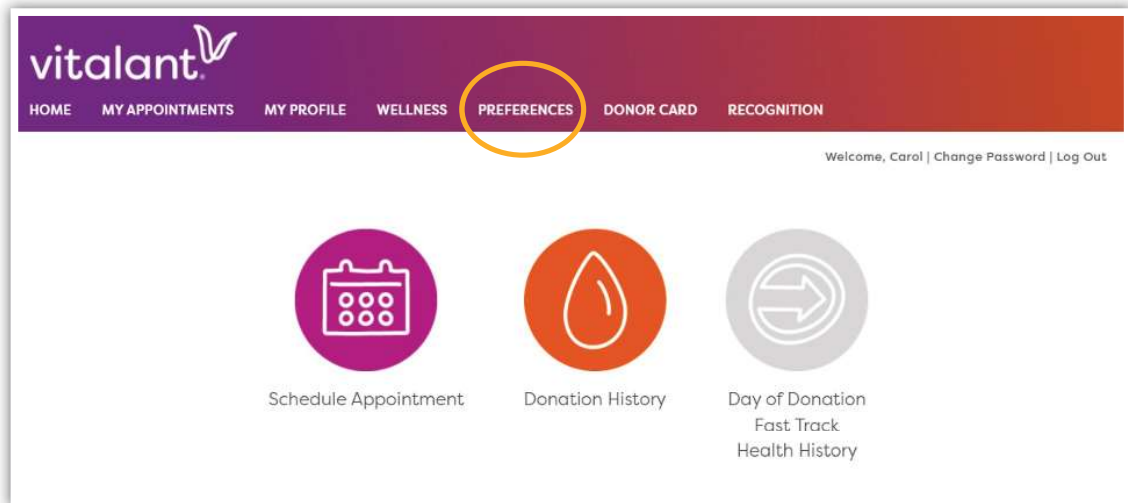 vitalant
HOME MY APPOINTMENTS MY PROFILE WELLNESS PREFERENCES DONOR CARD RECOGNITION
Welcome, Carol | Change Password | Log Out
Schedule Appointment
Donation History
Day of Donation
Fast Track
Health History